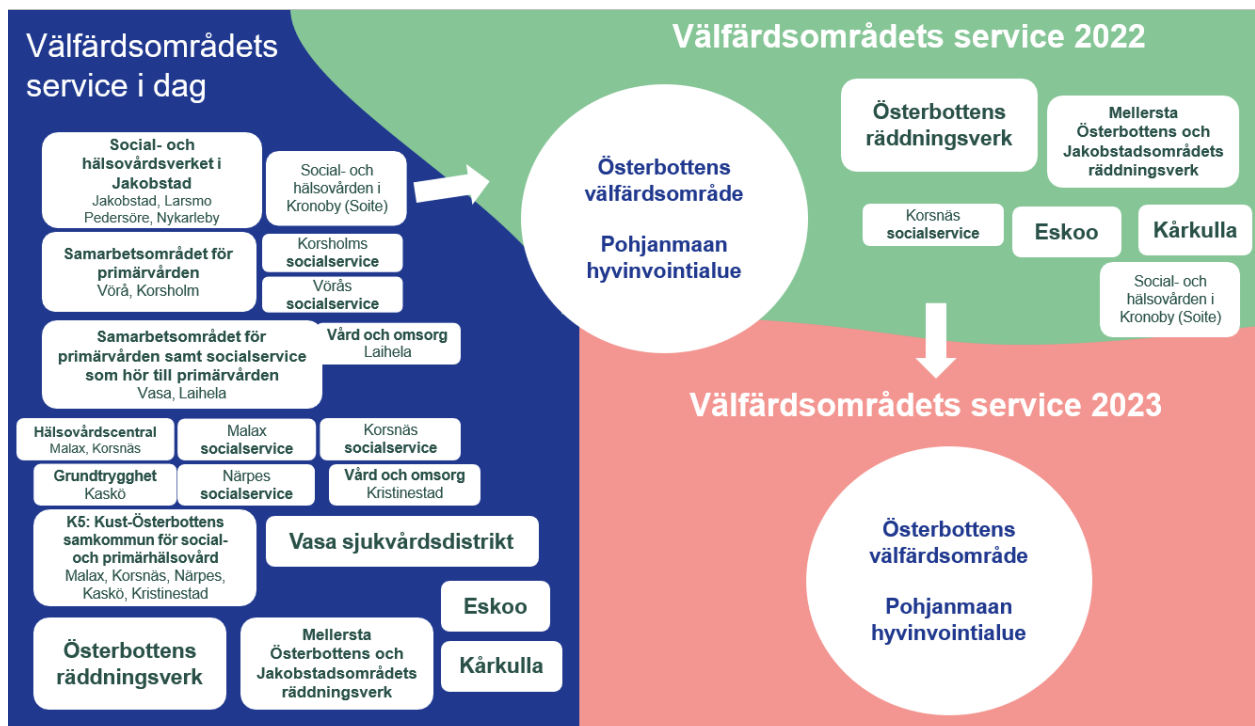 Välfärdsområdets
service i dag
Social- och
hälsovårdsverket i
Jakobstad
Jakobstad, Larsmo
Pedersöre, Nykarleby
Social- och
hälsovården i
Kronoby (Soite)
Samarbetsområdet för
primärvården
Vörå, Korsholm
Korsholms
socialservice
Vörås
socialservice
Samarbetsområdet för
primärvården samt socialservice
som hör till primärvården
Vasa, Laihela
Vård och omsorg
Laihela
Hälsovårdscentral
Malax, Korsnäs
Malax
socialservice
Korsnäs
socialservice
Grundtrygghet
Kaskö
Närpes
socialservice
Vård och omsorg
Kristinestad
K5: Kust-Österbottens
samkommun för social-
och primärhälsovård
Malax, Korsnäs, Närpes,
Kaskö, Kristinestad
Vasa sjukvårdsdistrikt
Eskoo
Österbottens
räddningsverk
Mellersta
Österbottens och
Jakobstadsområdets
räddningsverk
Kårkulla
Välfärdsområdets service 2022
Österbottens
välfärdsområde
Pohjanmaan
hyvinvointialue
Österbottens
räddningsverk
Mellersta
Österbottens och
Jakobstadsområdets
räddningsverk
Korsnäs
socialservice
Eskoo
Kårkulla
Social- och
hälsovården i
Kronoby (Soite)
Välfärdsområdets service 2023
Österbottens
välfärdsområde
Pohjanmaan
hyvinvointialue